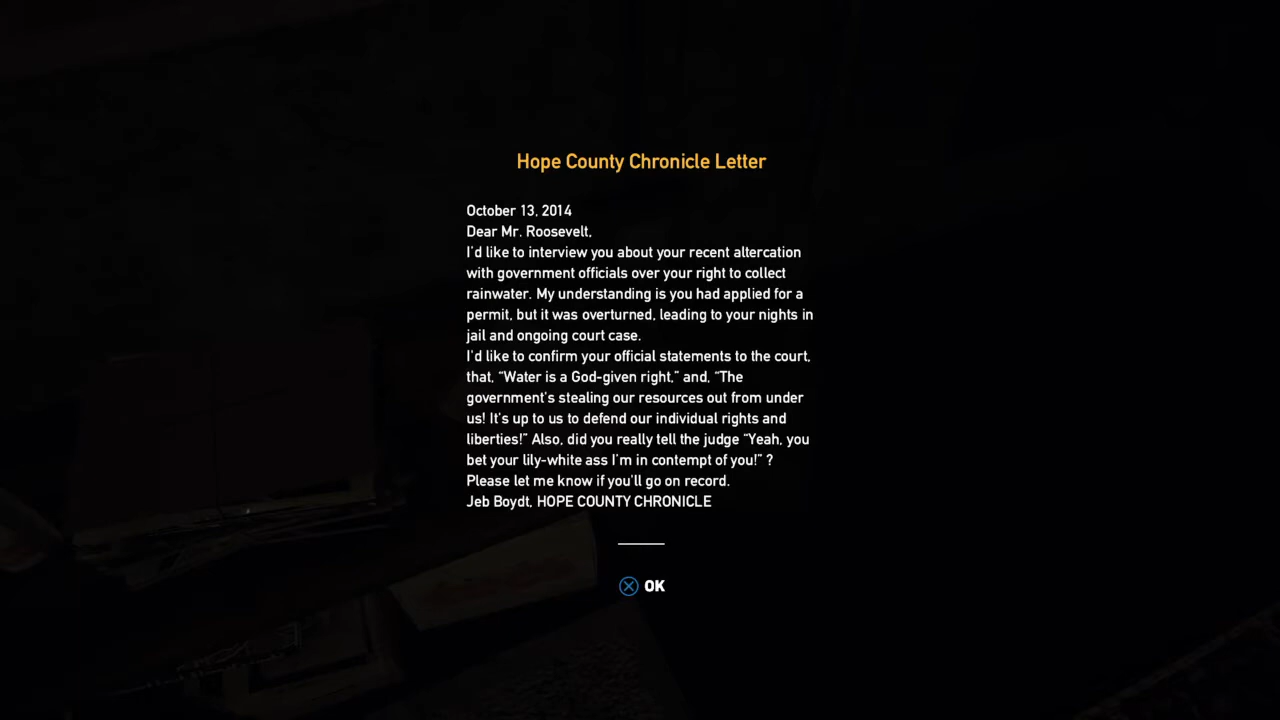 Hope County Chronicle Letter
October 13, 2014
Dear Mr. Roosevelt,
I'd like to interview you about your recent altercation
with government officials over your right to collect
rainwater. My understanding is you had applied for a
permit, but it was overturned, leading to your nights in
jail and ongoing court case.
I'd like to confirm your official statements to the court,
that, “Water is a God-given right,” and, “The
government's stealing our resources out from under
us! It's up to us to defend our individual rights and
liberties!” Also, did you really tell the judge “Yeah, you
bet your lily-white ass I'm in contempt of you!” ?
Please let me know if you'll go on record.
Jeb Boydt, HOPE COUNTY CHRONICLE
OK